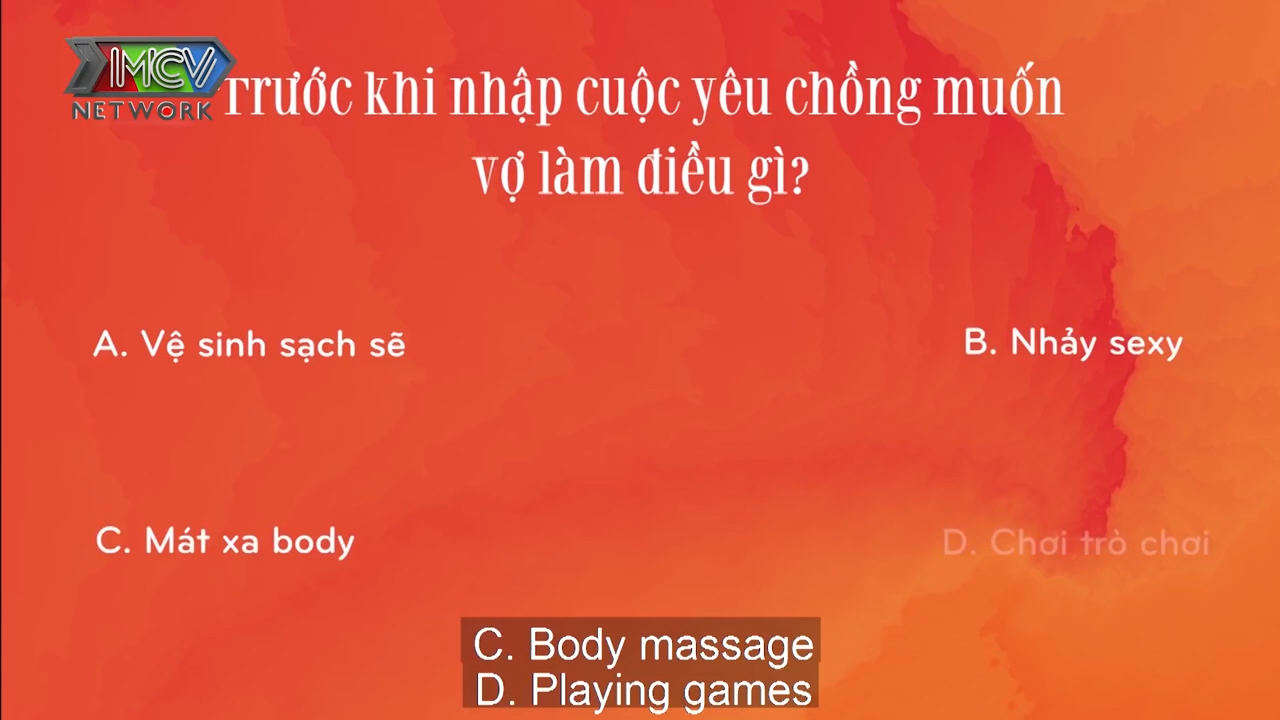 MCV
NETWORK
Trước khi nhập cuộc yêu chồng muốn
vợ làm điều gì?
A. Vệ sinh sạch sẽ
B. Nhảy sexy
C. Mát xa body
D. Chơi trò chơi
C. Body massage
D. Playing games